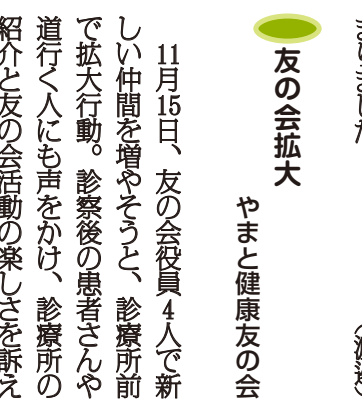 友の会拡大
やまと健康友の会
11月15日、友の会役員4人で新
しい仲間を増やそうと、診療所前
で拡大行動。診察後の患者さんや
道行く人にも声をかけ、診療所の
紹介と友の会活動の楽しさを訴え